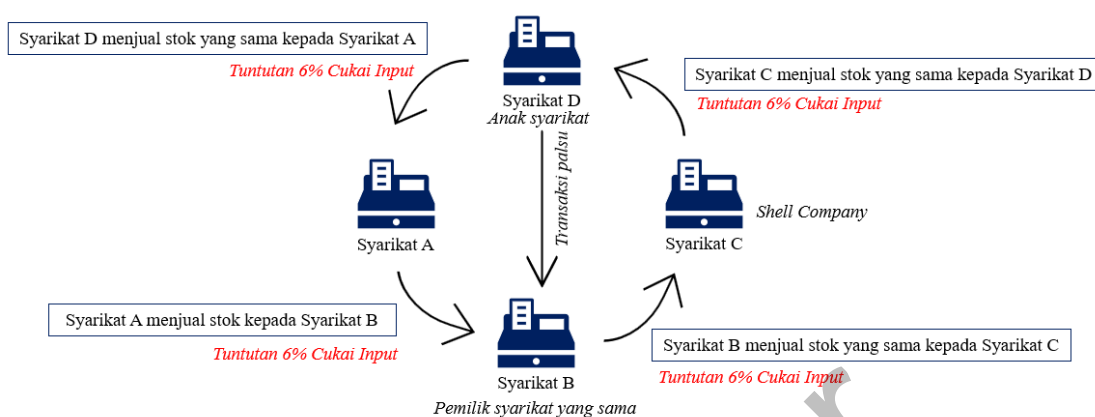 Syarikat D menjual stok yang sama kepada Syarikat A
Tuntutan 6% Cukai Input
Syarikat D
Anak syarikat
Syarikat C menjual stok yang sama kepada Syarikat D
Tuntutan 6% Cukai Input
Transaksi palsu
Syarikat A
Syarikat C
Shell Company
Syarikat A menjual stok kepada Syarikat B
Tuntutan 6% Cukai Input
Syarikat B
Pemilik syarikat yang sama
Syarikat B menjual stok yang sama kepada Syarikat C
Tuntutan 6% Cukai Input